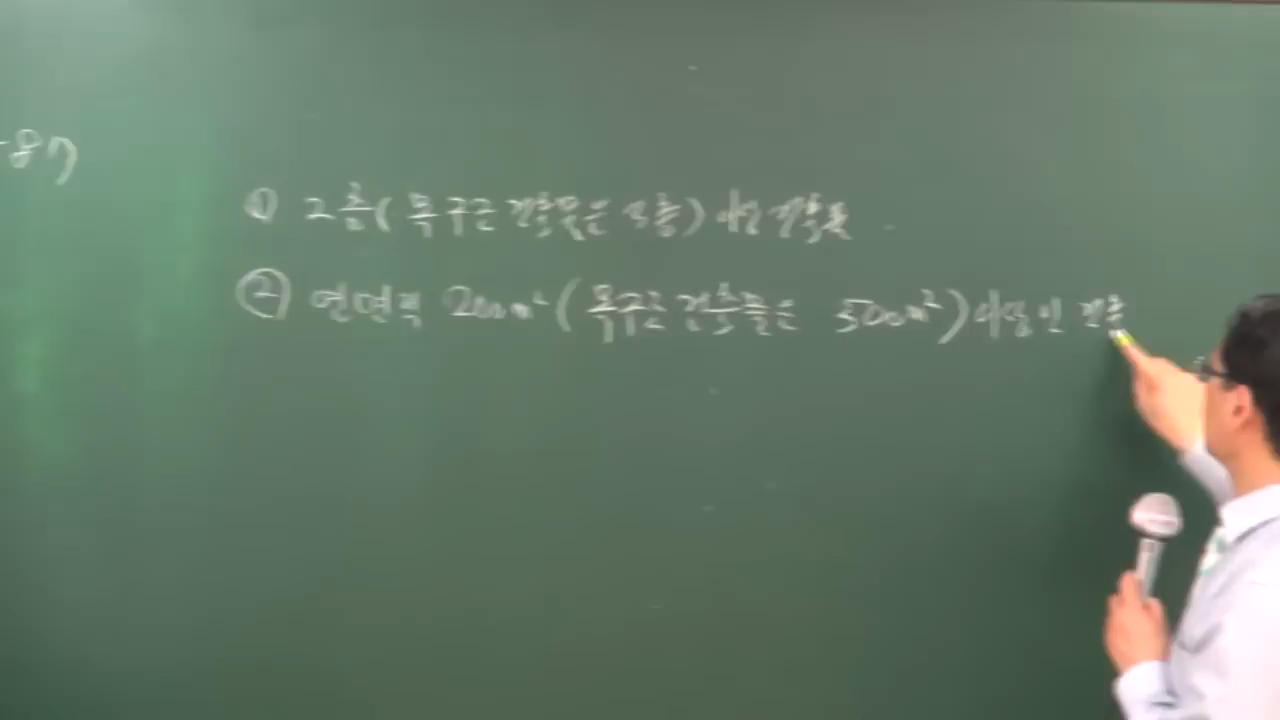 -87
① 2층(목구조 건축물은 3층) 이상 건축물
② 연면적 200m²(목구조 건축물은 500m²) 이상인 건축